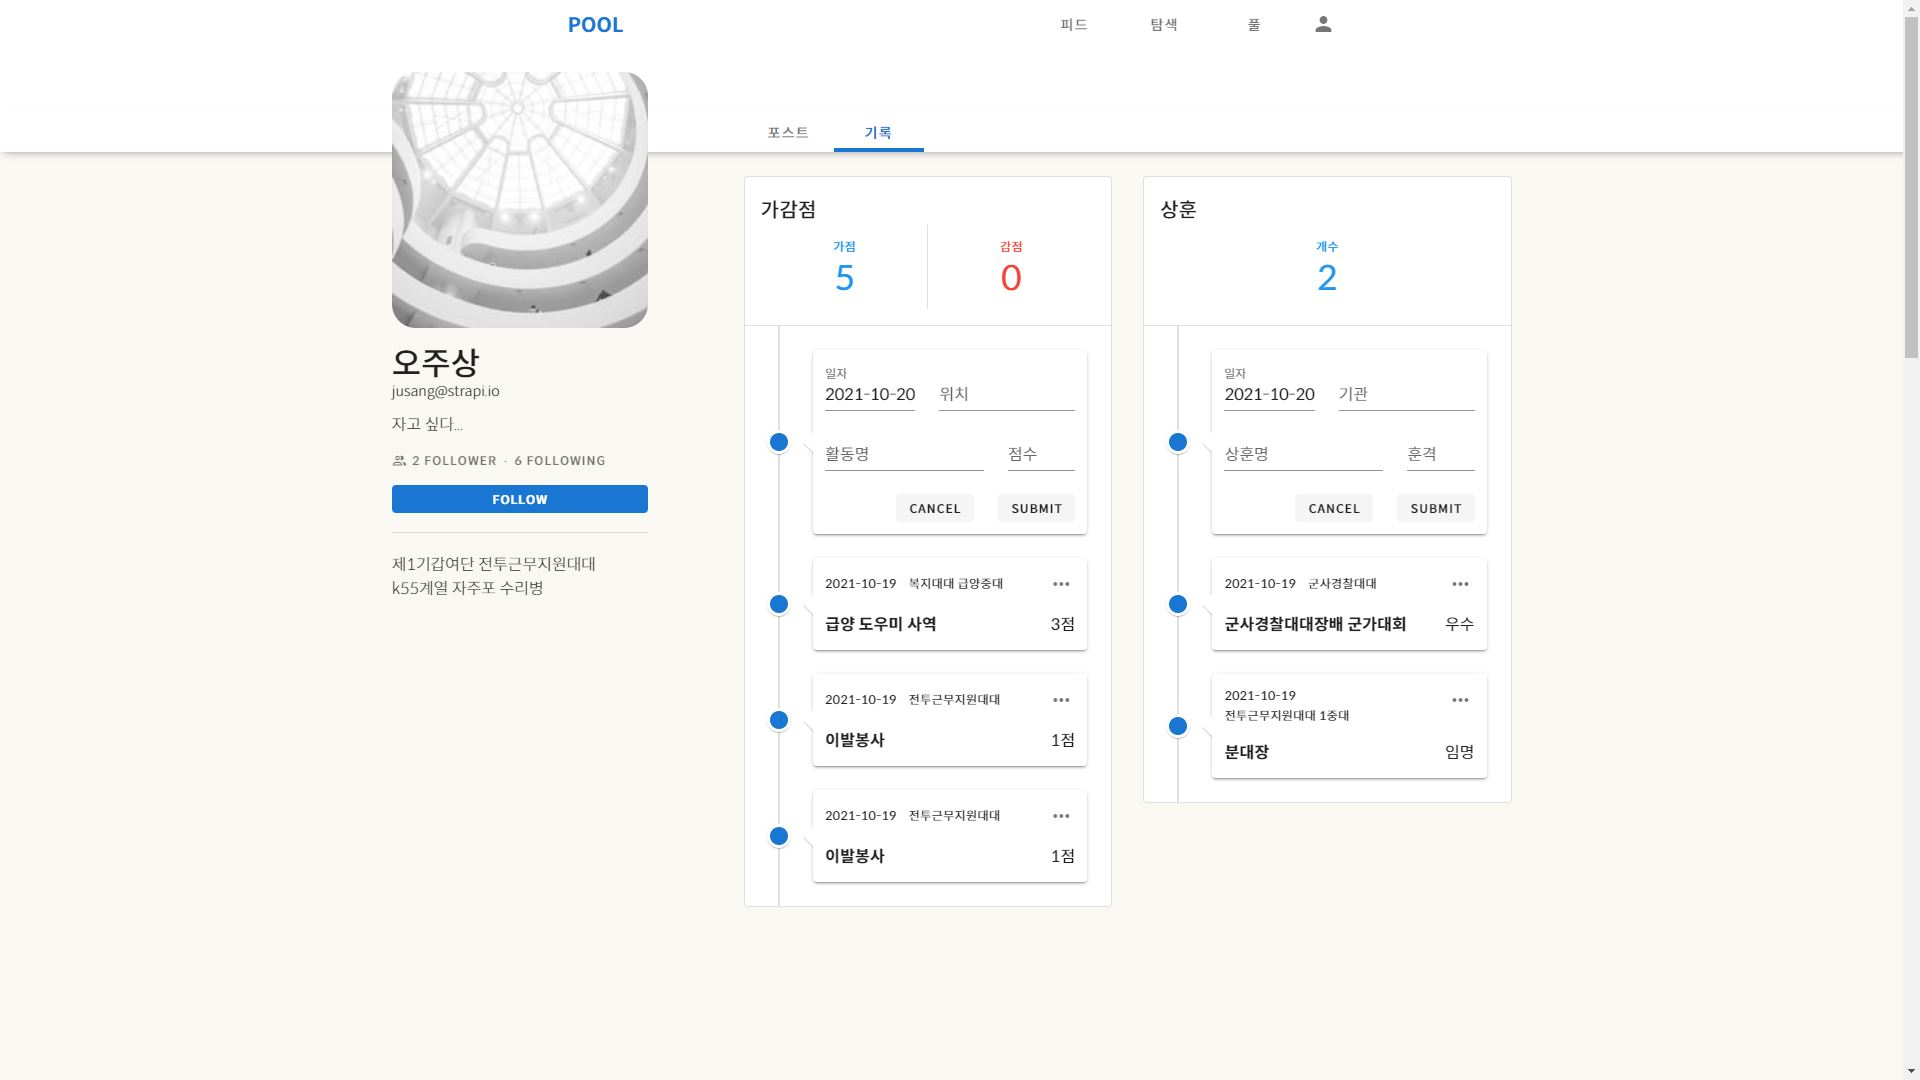 POOL
피드
탐색
풀
포스트
기록
오주상
jusang@strapi.io
자고 싶다...
2 FOLLOWER · 6 FOLLOWING
FOLLOW
제1기갑여단 전투근무지원대대
k55계열 자주포 수리병
가감점
가점
5
감점
0
일자
2021-10-20
위치
활동명
점수
CANCEL
SUBMIT
2021-10-19 복지대대 급양중대
급양 도우미 사역 3점
2021-10-19 전투근무지원대대
이발봉사 1점
2021-10-19 전투근무지원대대
이발봉사 1점
상훈
개수
2
일자
2021-10-20
기관
상훈명
훈격
CANCEL
SUBMIT
2021-10-19 군사경찰대대
군사경찰대대장배 군가대회 우수
2021-10-19
전투근무지원대대 1중대
분대장 임명